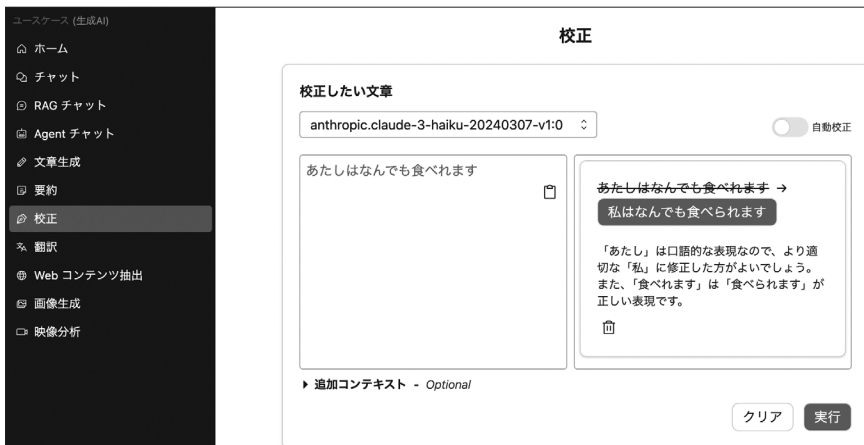 ユースケース (生成AI)
ホーム
チャット
RAG チャット
Agent チャット
文章生成
要約
校正
翻訳
Web コンテンツ抽出
画像生成
映像分析
校正
校正したい文章
anthropic.claude-3-haiku-20240307-v1:0
自動校正
あたしはなんでも食べれます
あたしはなんでも食べれます →
私はなんでも食べられます
「あたし」は口語的な表現なので、より適
切な「私」に修正した方がよいでしょう。
また、「食べれます」は「食べられます」が
正しい表現です。
追加コンテキスト - Optional
クリア
実行